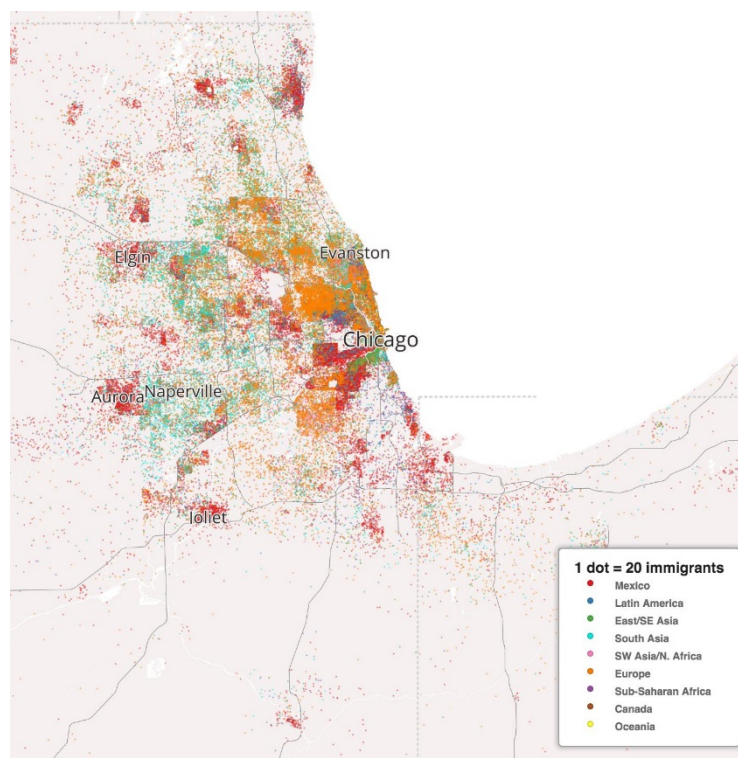 Evanston
Elgin
Chicago
Aurora
Naperville
Joliet
1 dot = 20 immigrants
Mexico
Latin America
East/SE Asia
South Asia
SW Asia/N. Africa
Europe
Sub-Saharan Africa
Canada
Oceania